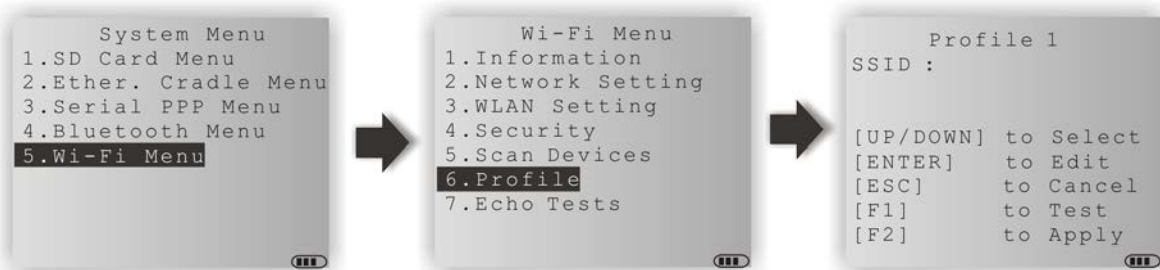 System Menu
1.SD Card Menu
2.Ether. Cradle Menu
3.Serial PPP Menu
4.Bluetooth Menu
5.Wi-Fi Menu
Wi-Fi Menu
1.Information
2.Network Setting
3.WLAN Setting
4.Security
5.Scan Devices
6.Profile
7.Echo Tests
Profile 1
SSID :
[UP/DOWN] to Select
[ENTER] to Edit
[ESC] to Cancel
[F1] to Test
[F2] to Apply